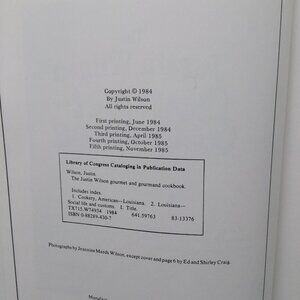 Copyright © 1984
By Justin Wilson
All rights reserved
First printing, June 1984
Second printing, December 1984
Third printing, April 1985
Fourth printing, October 1985
Fifth printing, November 1985
Library of Congress Cataloging in Publication Data
Wilson, Justin.
The Justin Wilson gourmet and gourmand cookbook.
Includes index.
1. Cookery, American—Louisiana. 2. Louisiana—
Social life and customs. I. Title.
TX715.W74954 1984 641.59763 83-13376
ISBN 0-88289-430-7
Photographs by Jeannine Meeds Wilson, except cover and page 6 by Ed and Shirley Craig